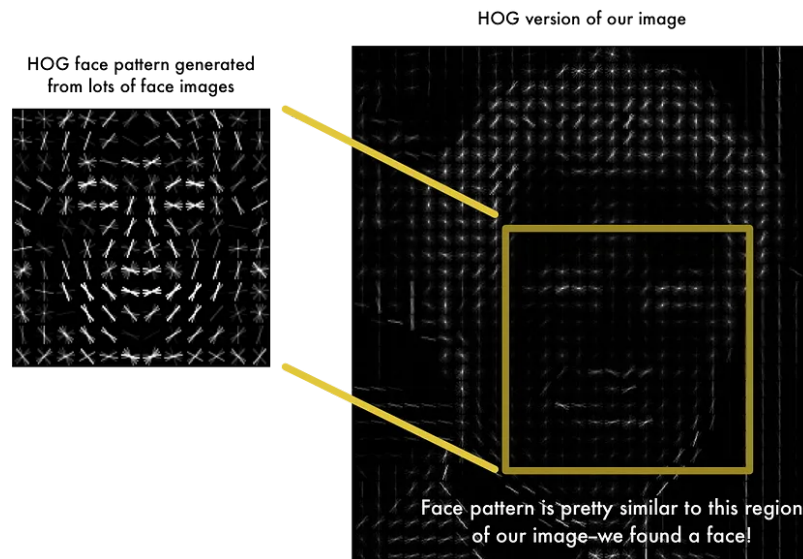 HOG version of our image
HOG face pattern generated
from lots of face images
Face pattern is pretty similar to this region
of our image–we found a face!